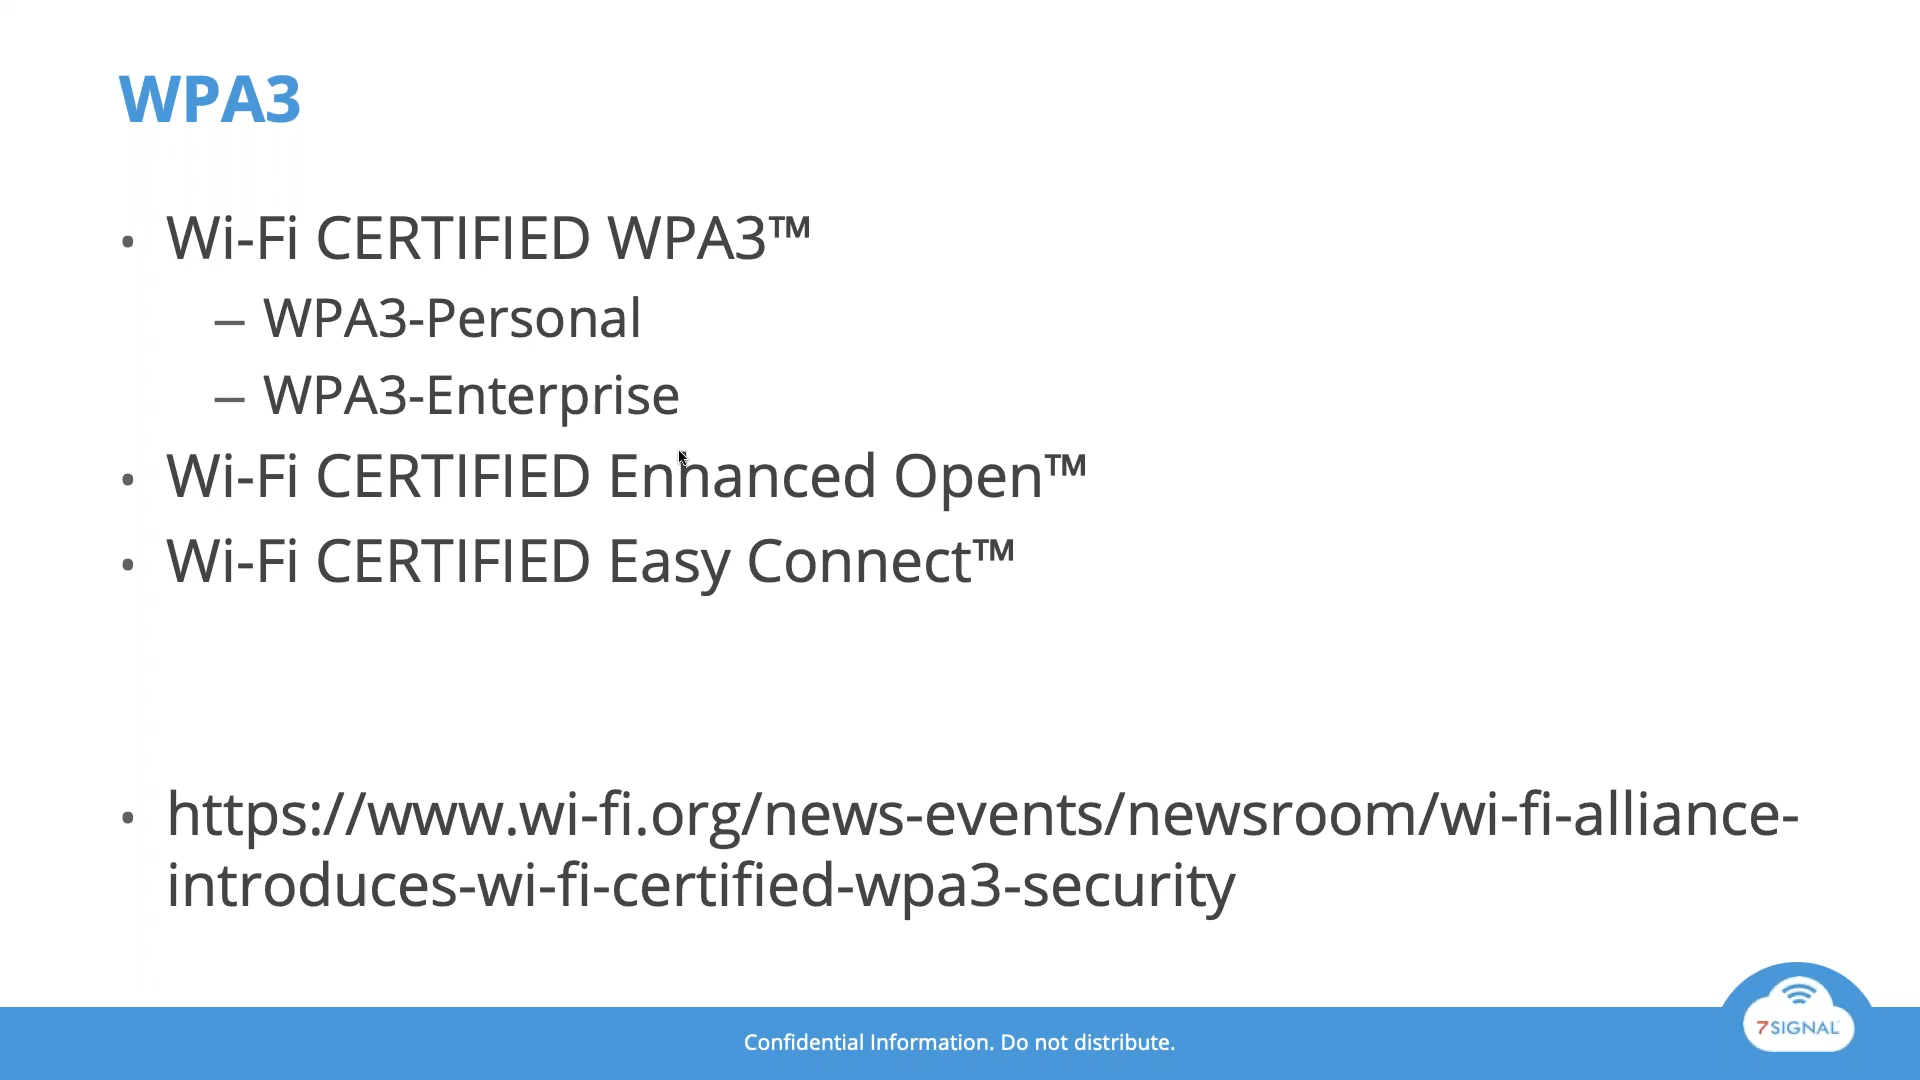 WPA3
• Wi-Fi CERTIFIED WPA3™
– WPA3-Personal
– WPA3-Enterprise
• Wi-Fi CERTIFIED Enhanced Open™
• Wi-Fi CERTIFIED Easy Connect™
• https://www.wi-fi.org/news-events/newsroom/wi-fi-alliance-
introduces-wi-fi-certified-wpa3-security
Confidential Information. Do not distribute.
7SIGNAL